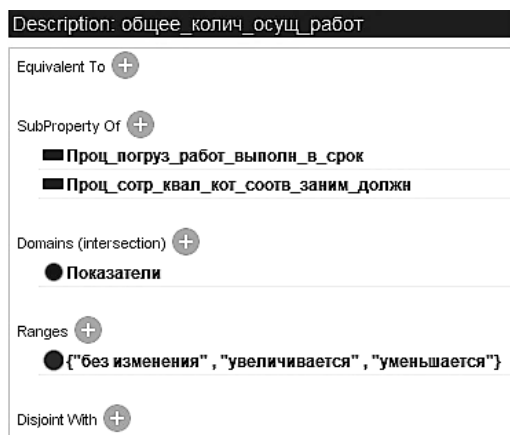 Description: общее_колич_осущ_работ
Equivalent To
SubProperty Of
Проц_погруз_работ_выполн_в_срок
Проц_сотр_квал_кот_соотв_заним_должн
Domains (intersection)
Показатели
Ranges
{"без изменения" , "увеличивается" , "уменьшается"}
Disjoint With